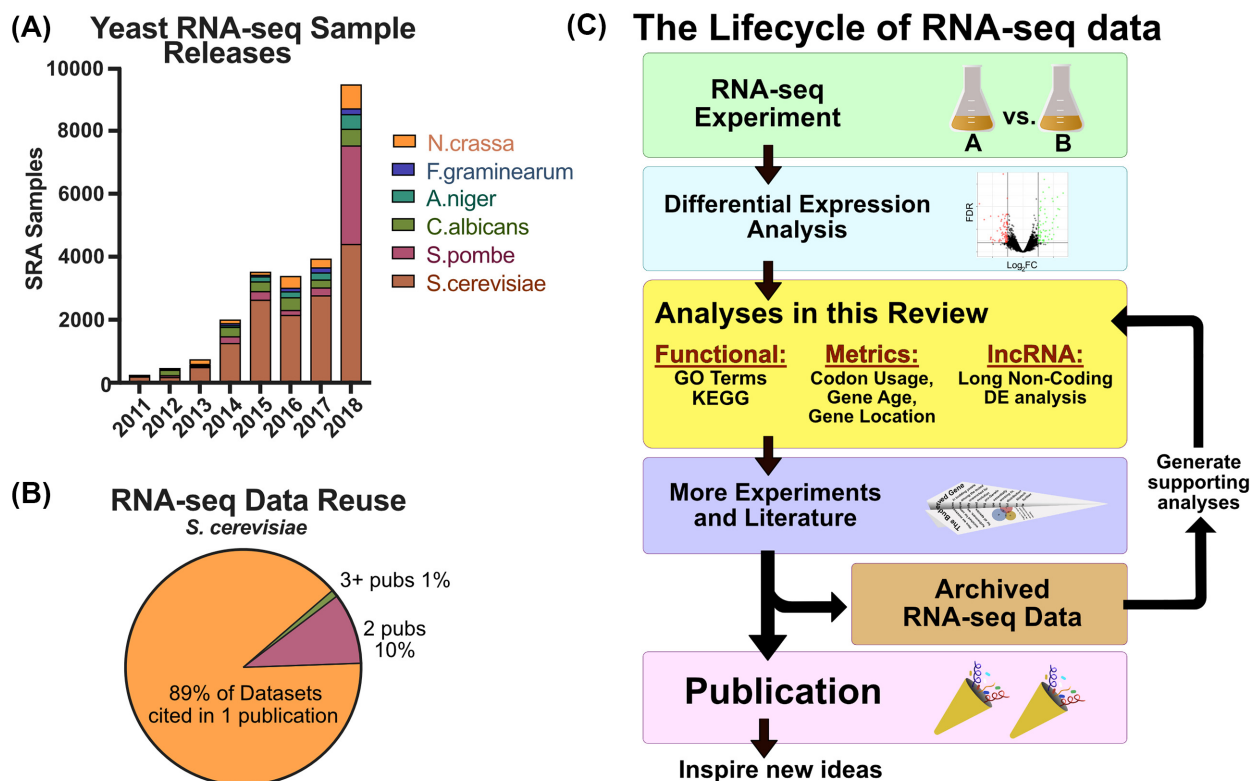 (A)
Yeast RNA-seq Sample
Releases
SRA Samples
10000
8000
6000
4000
2000
0
2011
2012
2013
2014
2015
2016
2017
2018
N.crassa
F.graminearum
A.niger
C.albicans
S.pombe
S.cerevisiae
(B)
RNA-seq Data Reuse
S. cerevisiae
3+ pubs 1%
2 pubs
10%
89% of Datasets
cited in 1 publication
(C)
The Lifecycle of RNA-seq data
RNA-seq
Experiment
vs.
A
B
Differential Expression
Analysis
FDR
Log2FC
Analyses in this Review
Functional:
GO Terms
KEGG
Metrics:
Codon Usage,
Gene Age,
Gene Location
lncRNA:
Long Non-Coding
DE analysis
More Experiments
and Literature
Generate
supporting
analyses
Archived
RNA-seq Data
Publication
Inspire new ideas